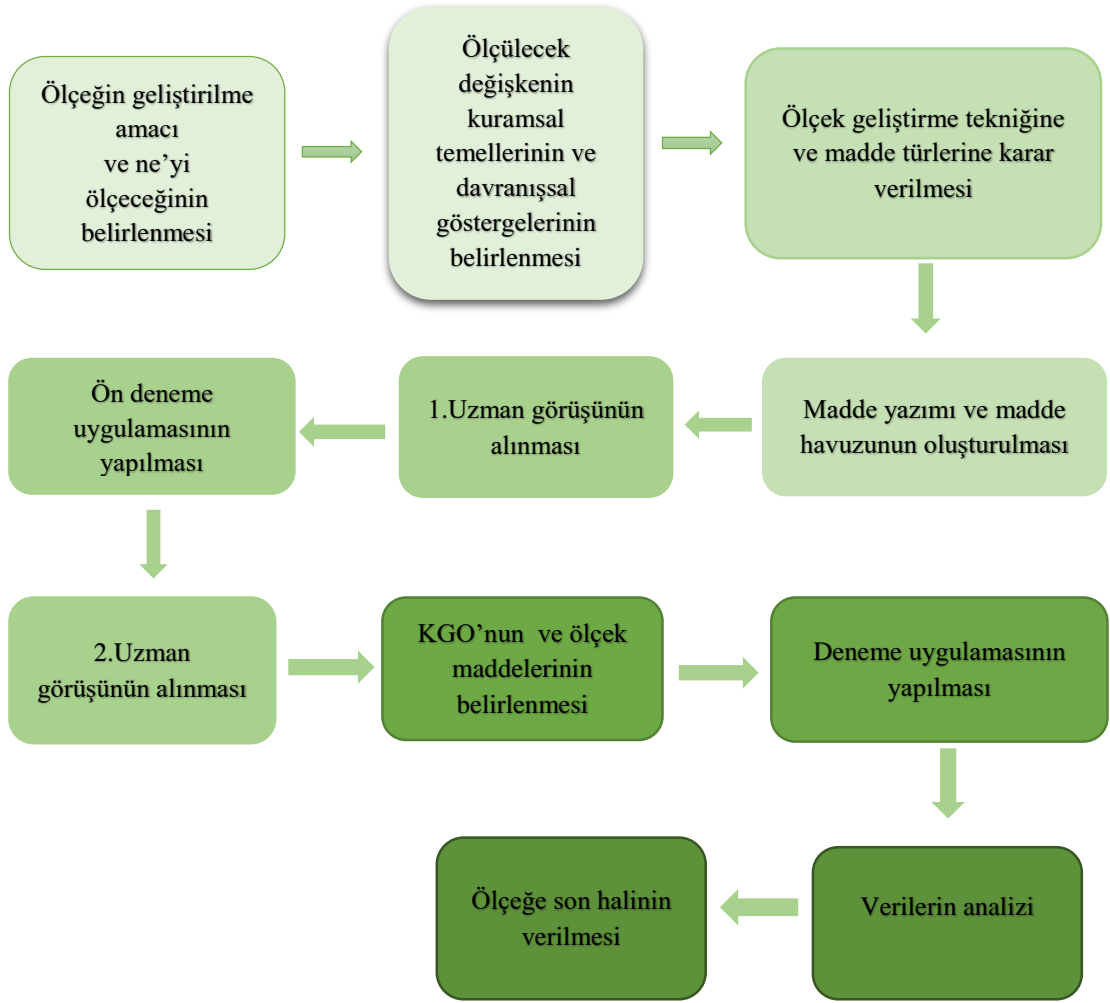 Ölçeğin geliştirilme
amacı
ve ne’yi
ölçeceğinin
belirlenmesi
Ölçülecek
değişkenin
kuramsal
temellerinin ve
davranışsal
göstergelerinin
belirlenmesi
Ölçek geliştirme tekniğine
ve madde türlerine karar
verilmesi
Madde yazımı ve madde
havuzunun oluşturulması
1.Uzman görüşünün
alınması
Ön deneme
uygulamasının
yapılması
2.Uzman
görüşünün alınması
KGO’nun ve ölçek
maddelerinin
belirlenmesi
Deneme uygulamasının
yapılması
Verilerin analizi
Ölçeğe son halinin
verilmesi